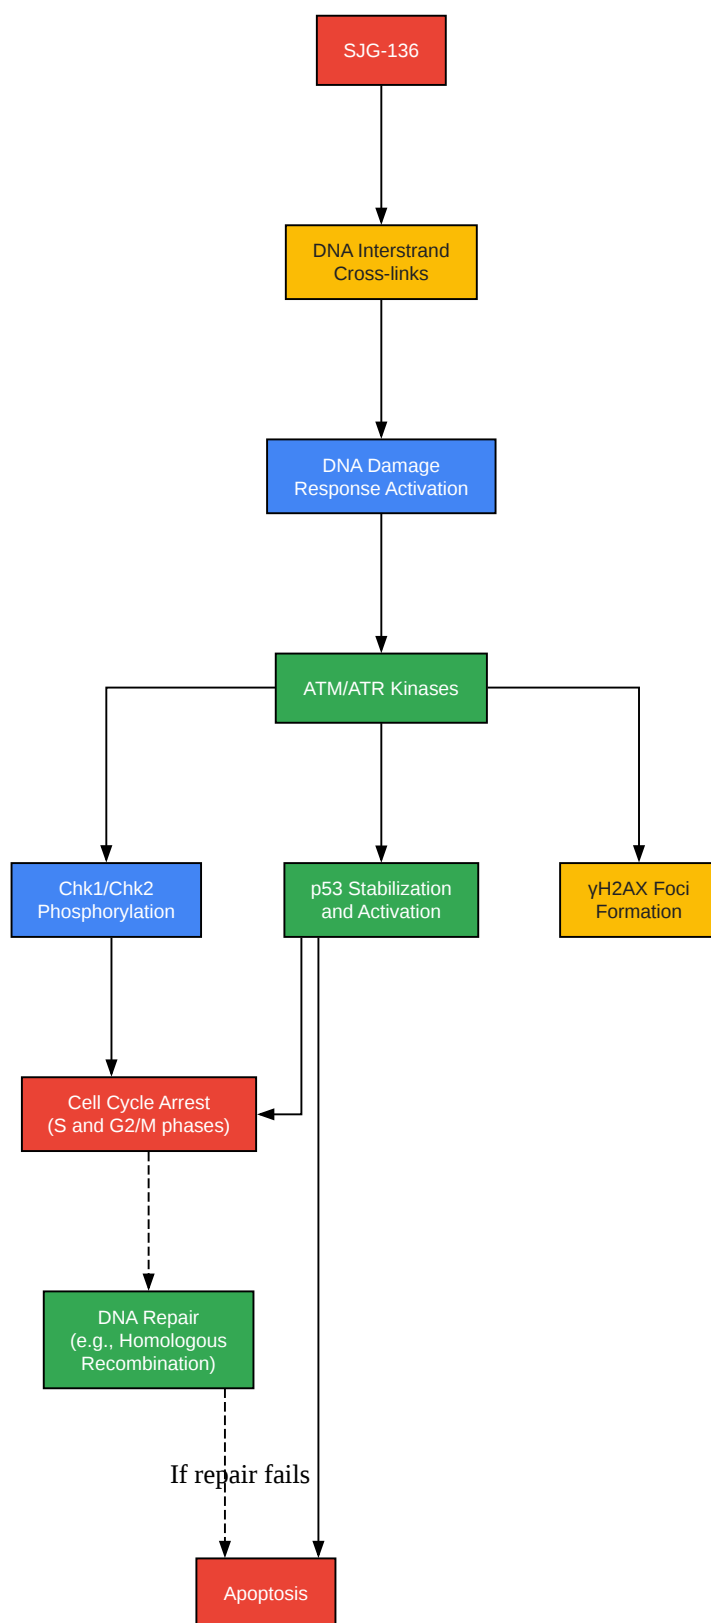 SJG-136
DNA Interstrand
Cross-links
DNA Damage
Response Activation
ATM/ATR Kinases
Chk1/Chk2
Phosphorylation
p53 Stabilization
and Activation
γH2AX Foci
Formation
Cell Cycle Arrest
(S and G2/M phases)
DNA Repair
(e.g., Homologous
Recombination)
If repair fails
Apoptosis